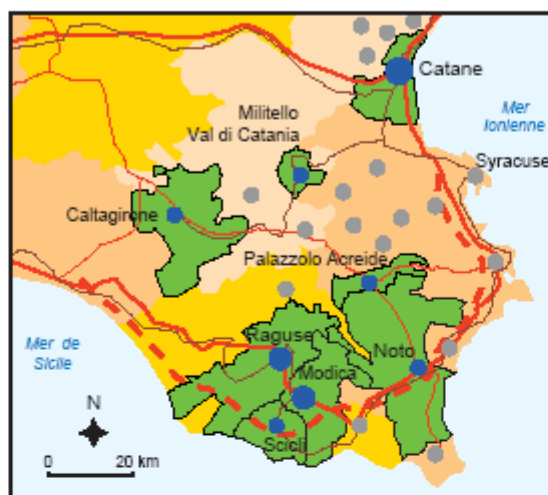 Catane
Mer
Ionienne
Militello
Val di Catania
Syracuse
Caltagirone
Palazzolo Acreide
Mer de
Sicile
Raguse
Noto
Modica
Scicli
N
0 20 km